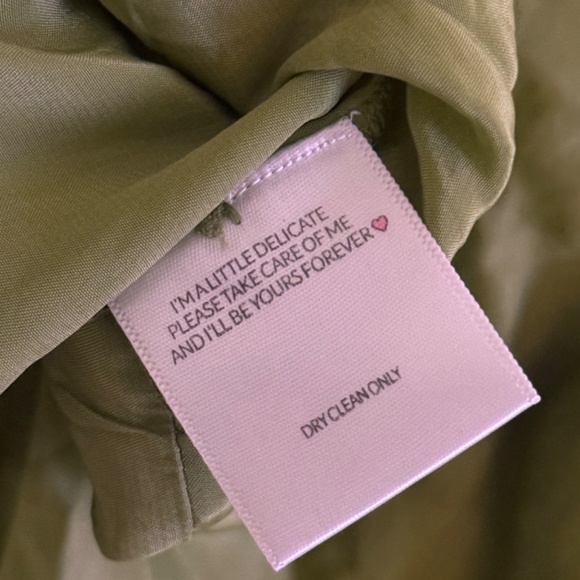 I'M A LITTLE DELICATE
PLEASE TAKE CARE OF ME
AND I'LL BE YOURS FOREVER
DRY CLEAN ONLY